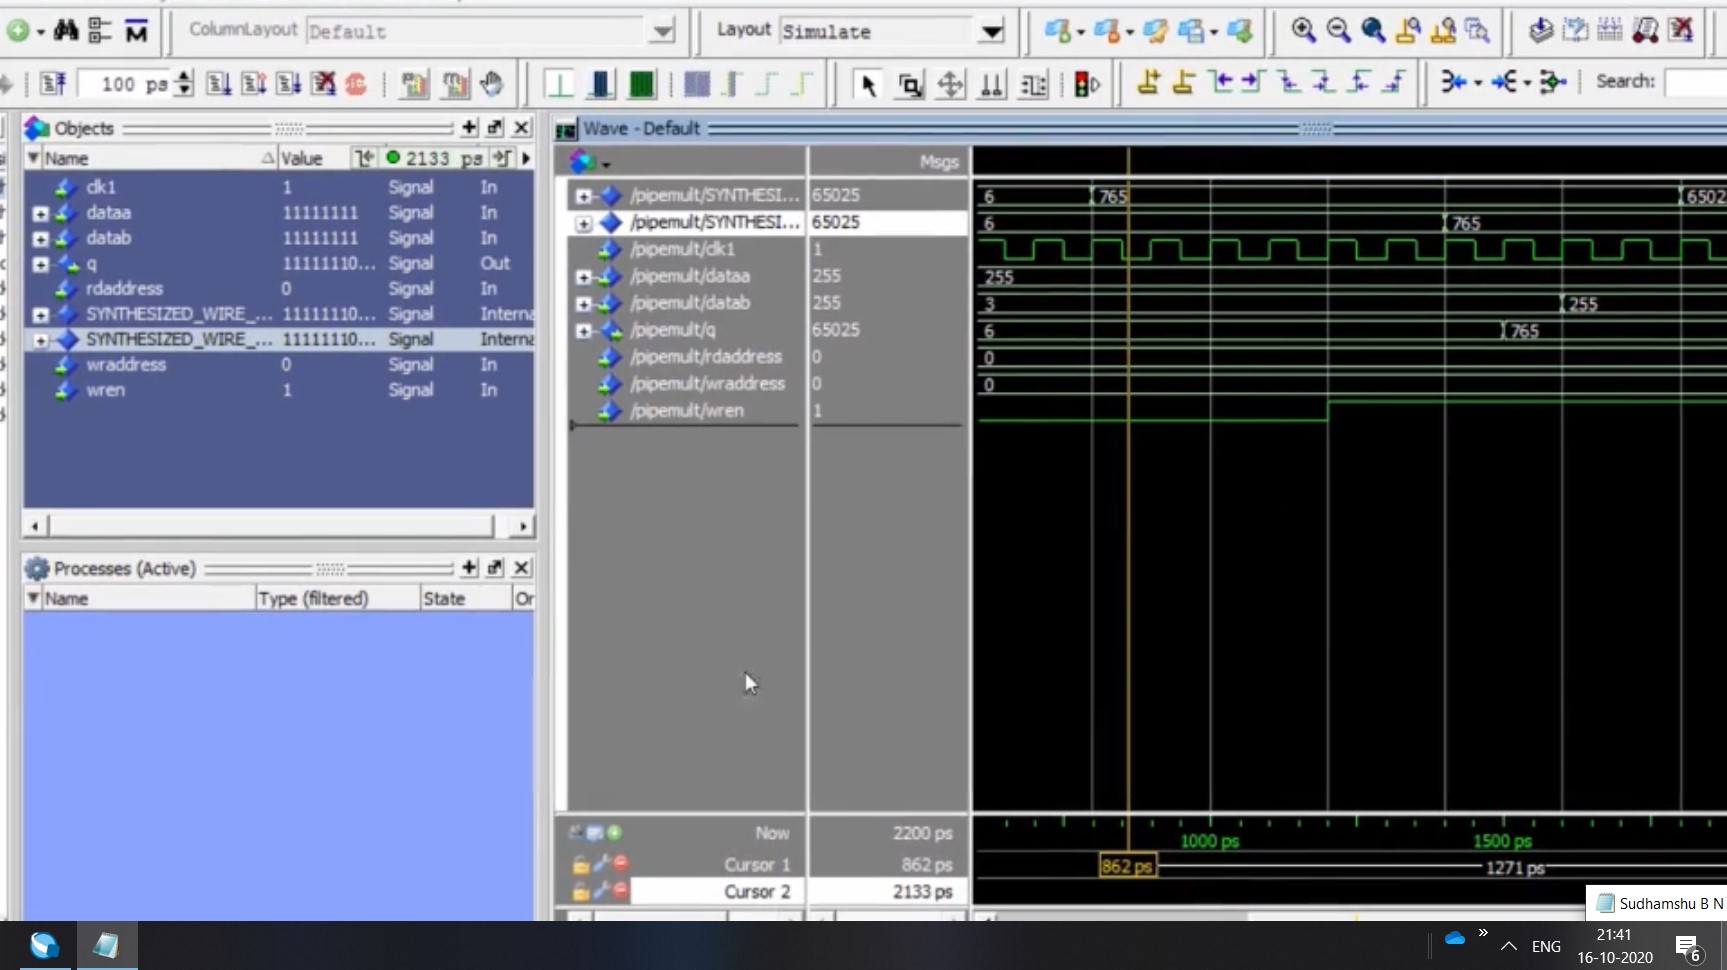 ColumnLayout Default
Layout Simulate
100 ps
Search:
Objects
Name Value 2133 ps
clk1 1 Signal In
dataa 11111111 Signal In
datab 11111111 Signal In
q 11111110... Signal Out
rdaddress 0 Signal In
SYNTHESIZED_WIRE_... 11111110... Signal Interna
SYNTHESIZED_WIRE_... 11111110... Signal Interna
wraddress 0 Signal In
wren 1 Signal In
Processes (Active)
Name Type (filtered) State Or
Wave - Default
Msgs
/pipemult/SYNTHESI... 65025 6 765 6502
/pipemult/SYNTHESI... 65025 6 765
/pipemult/clk1 1
/pipemult/dataa 255 255
/pipemult/datab 255 3 255
/pipemult/q 65025 6 765
/pipemult/rdaddress 0 0
/pipemult/wraddress 0 0
/pipemult/wren 1
Now 2200 ps 1000 ps 1500 ps
Cursor 1 862 ps 862 ps 1271 ps
Cursor 2 2133 ps
Sudhamshu B N
ENG
21:41
16-10-2020
6